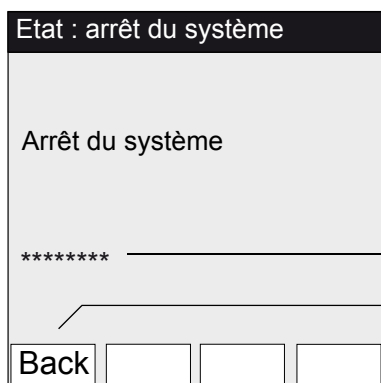 Etat : arrêt du système
Arrêt du système
********
Back